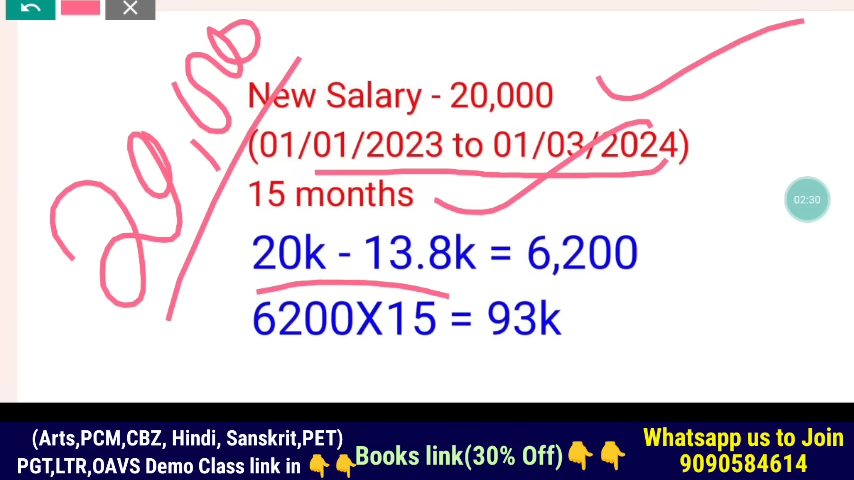 New Salary - 20,000
(01/01/2023 to 01/03/2024)
15 months
20k - 13.8k = 6,200
6200X15 = 93k
02:30
(Arts,PCM,CBZ, Hindi, Sanskrit,PET)
PGT,LTR,OAVS Demo Class link in 👇👇
Books link(30% Off)👇👇
Whatsapp us to Join
9090584614